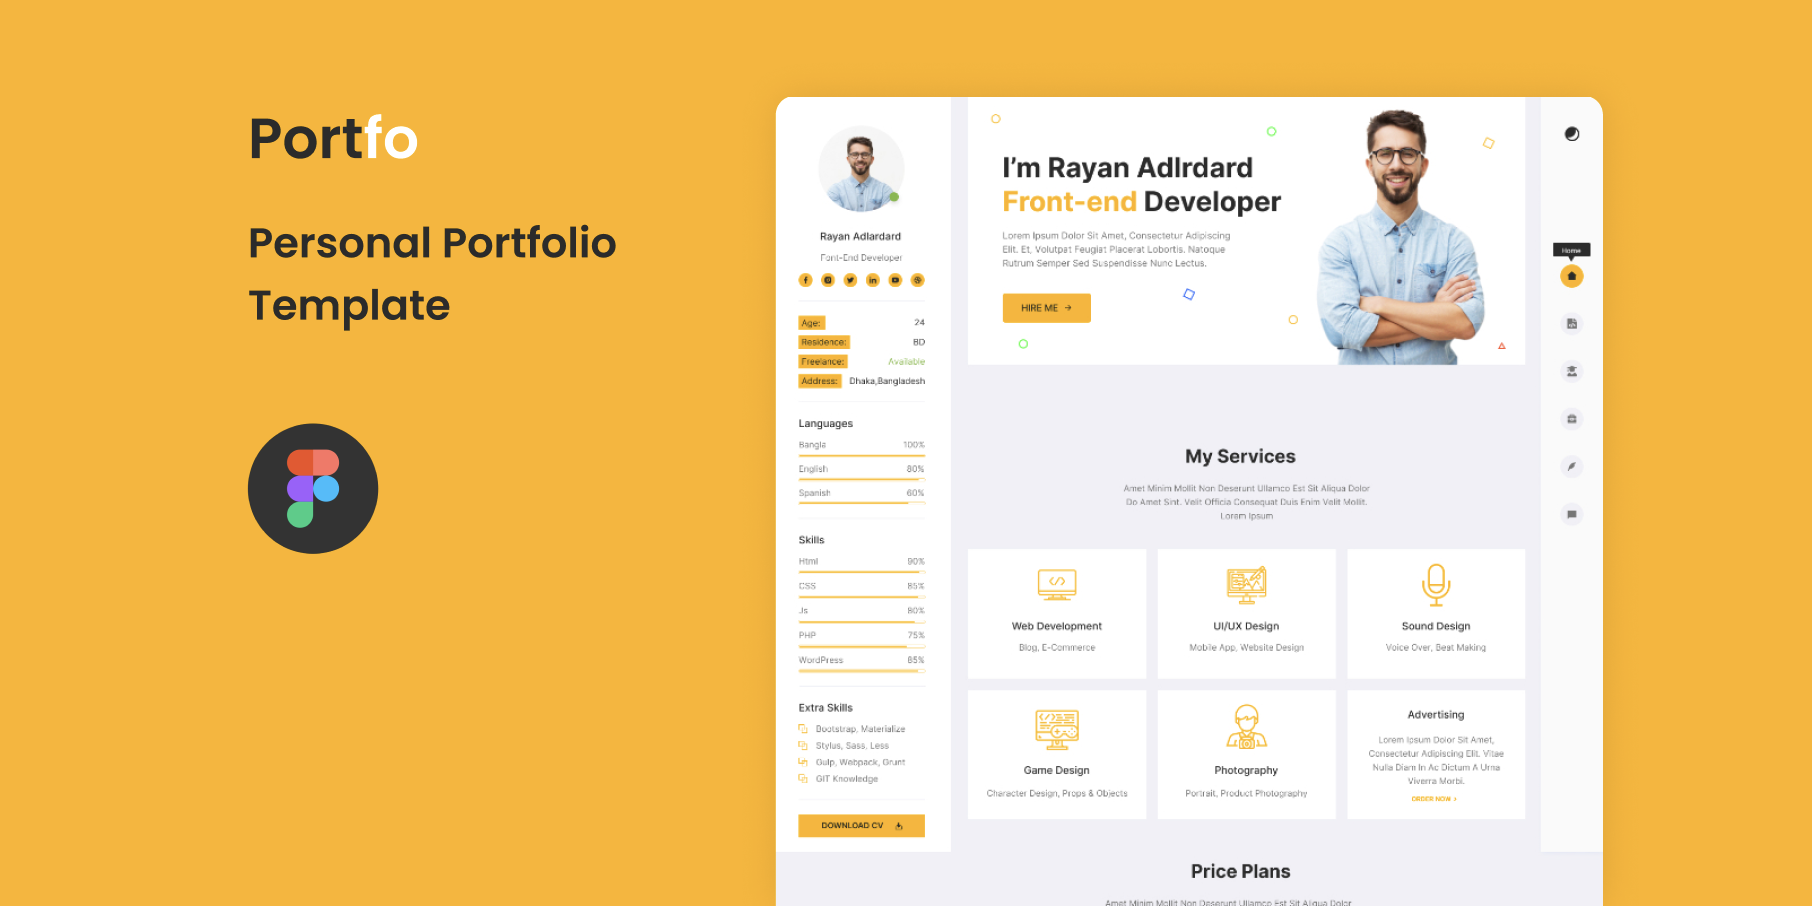 Portfo
Personal Portfolio
Template
Rayan Adlardard
Font-End Developer
Age: 24
Residence: BD
Freelance: Available
Address: Dhaka,Bangladesh
Languages
Bangla 100%
English 80%
Spanish 60%
Skills
Html 90%
CSS 85%
Js 80%
PHP 75%
WordPress 85%
Extra Skills
Bootstrap, Materialize
Stylus, Sass, Less
Gulp, Webpack, Grunt
GIT Knowledge
DOWNLOAD CV
I'm Rayan Adlrdard
Front-end Developer
Lorem Ipsum Dolor Sit Amet, Consectetur Adipiscing
Elit. Et, Volutpat Feugiat Placerat Lobortis. Natoque
Rutrum Semper Sed Suspendisse Nunc Lectus.
HIRE ME →
My Services
Amet Minim Mollit Non Deserunt Ullamco Est Sit Aliqua Dolor
Do Amet Sint. Velit Officia Consequat Duis Enim Velit Mollit.
Lorem Ipsum
Web Development
Blog, E-Commerce
UI/UX Design
Mobile App, Website Design
Sound Design
Voice Over, Beat Making
Game Design
Character Design, Props & Objects
Photography
Portrait, Product Photography
Advertising
Lorem Ipsum Dolor Sit Amet,
Consectetur Adipiscing Elit. Vitae
Nulla Diam In Ac Dictum A Urna
Viverra Morbi.
ORDER NOW >
Price Plans
Amet Minim Mollit Non Deserunt Ullamco Est Sit Aliqua Dolor
Home